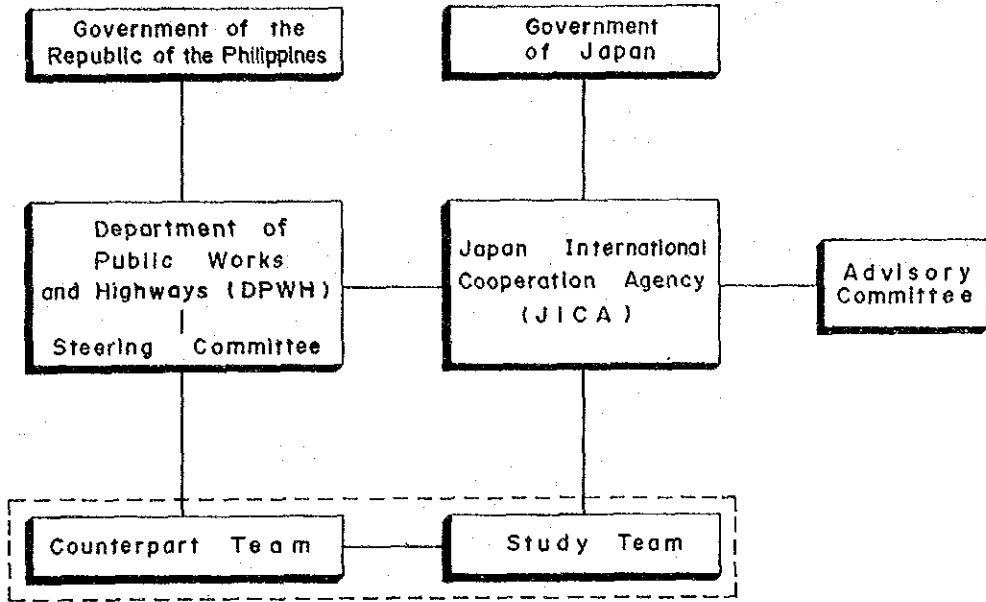 Government of the
Republic of the Philippines
Government
of Japan
Department of
Public Works
and Highways (DPWH)
Steering Committee
Japan International
Cooperation Agency
(JICA)
Advisory
Committee
Counterpart Team
Study Team